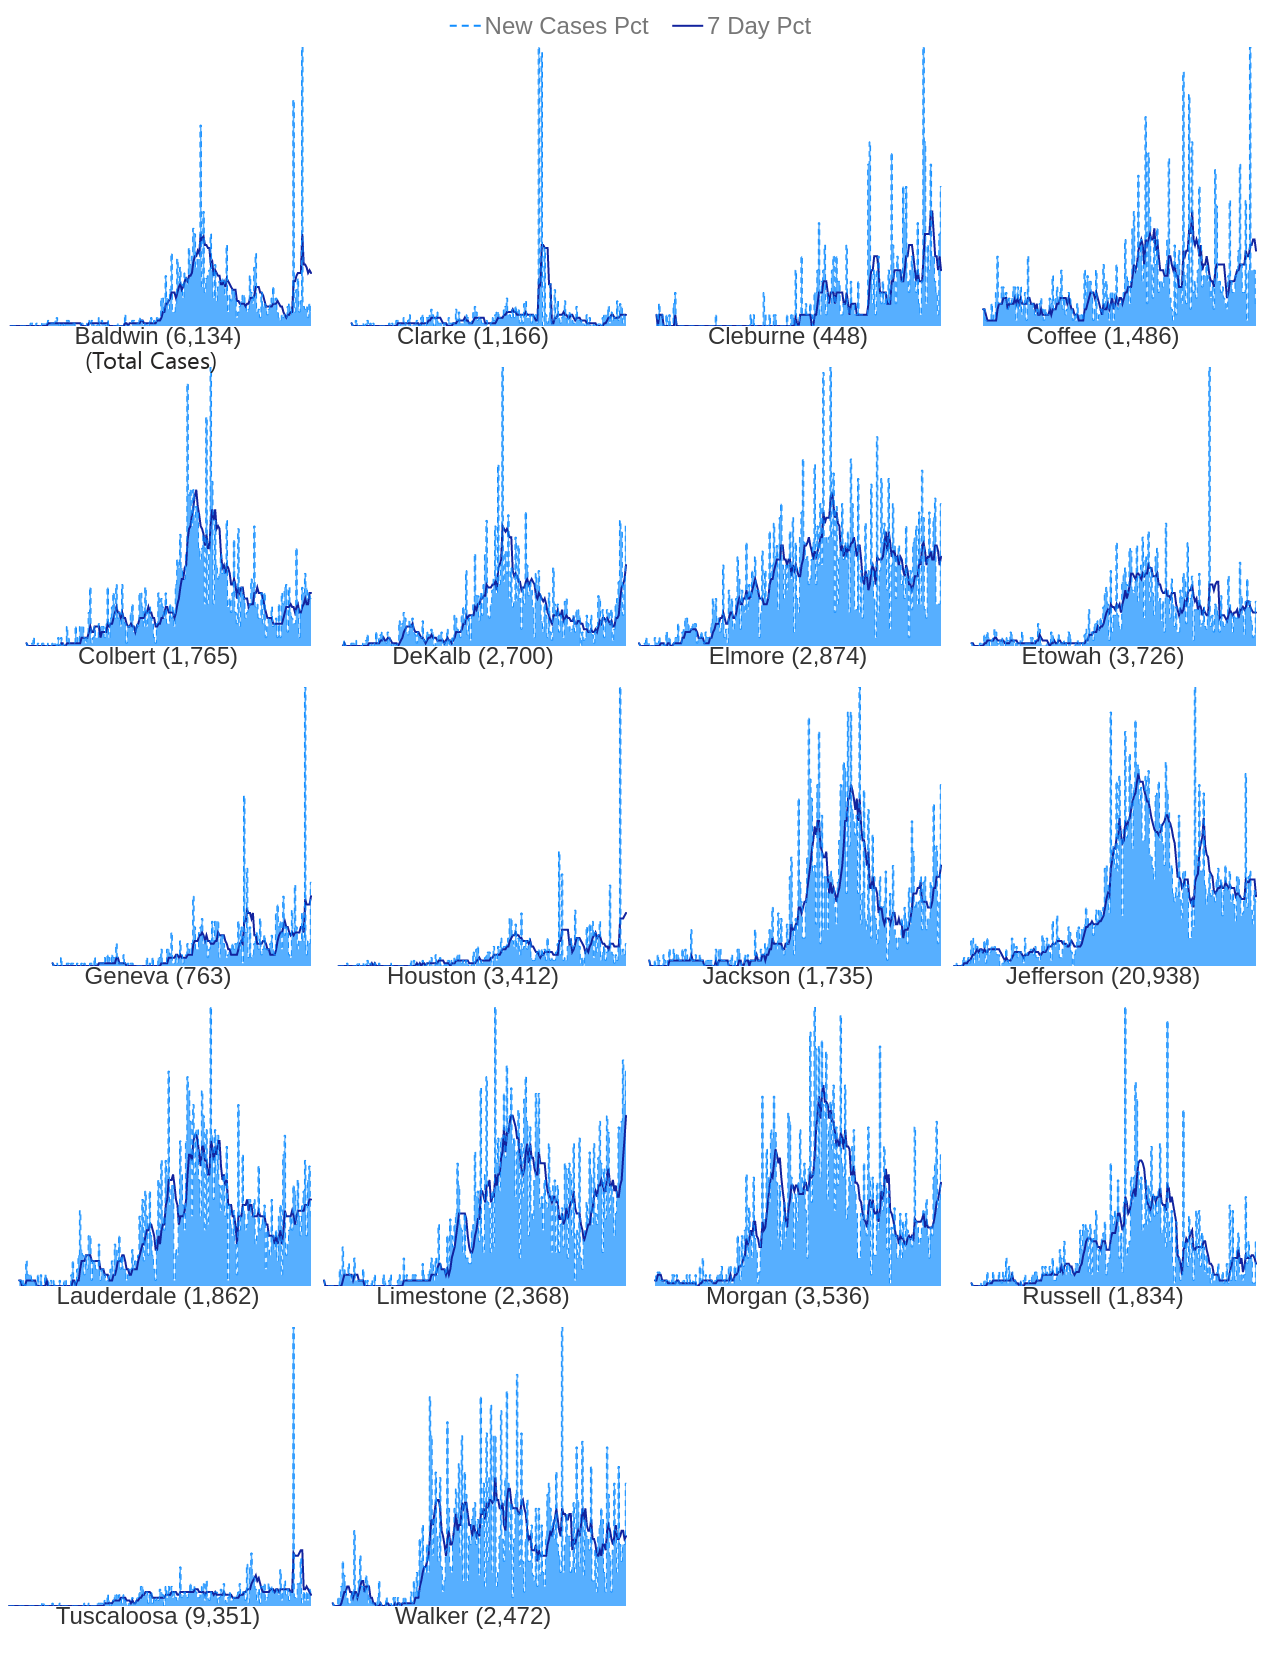 New Cases Pct 7 Day Pct
Baldwin (6,134) Clarke (1,166) Cleburne (448) Coffee (1,486)
(Total Cases)
Colbert (1,765) DeKalb (2,700) Elmore (2,874) Etowah (3,726)
Geneva (763) Houston (3,412) Jackson (1,735) Jefferson (20,938)
Lauderdale (1,862) Limestone (2,368) Morgan (3,536) Russell (1,834)
Tuscaloosa (9,351) Walker (2,472)